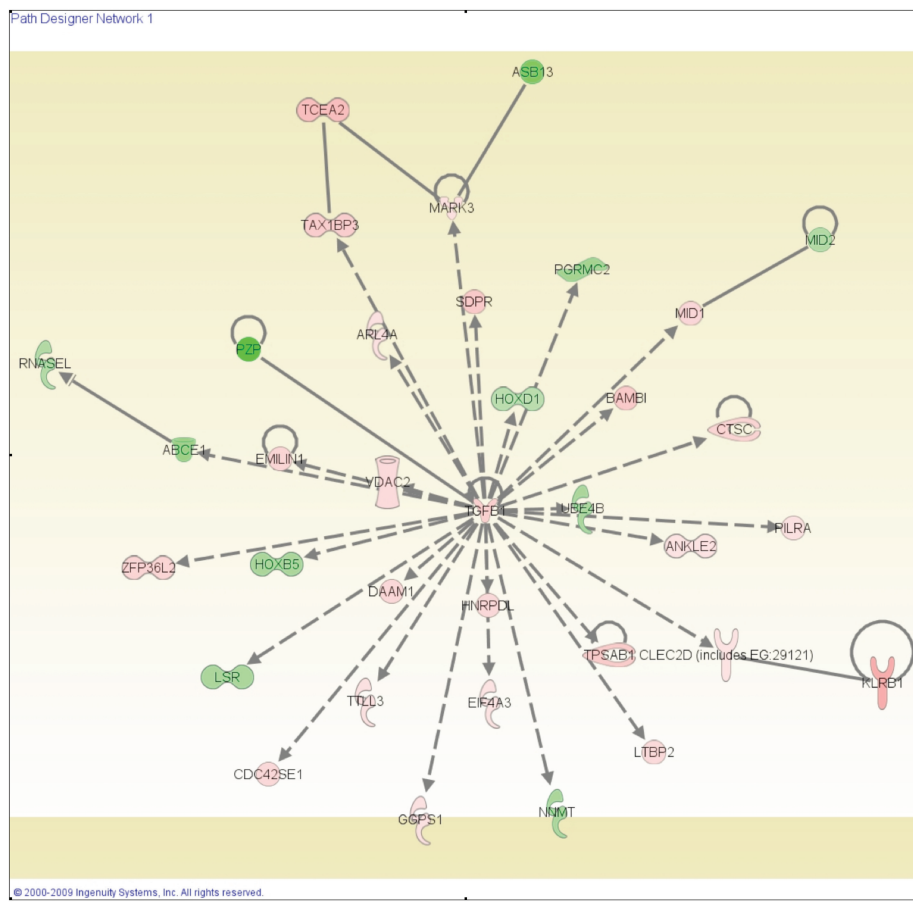 Path Designer Network 1
ASB13
TCEA2
MARK3
TAX1BP3
MID2
PGRMC2
SDPR
MID1
ARL4A
PZP
RNASEL
HOXD1
BAMBI
CTSC
ABCE1
EMILIN1
VDAC2
TGFB1
UBE4B
PILRA
ANKLE2
ZFP36L2
HOXB5
DAAM1
HNRPDL
TPSAB1
CLEC2D (includes EG:29121)
LSR
KLRB1
TTLL3
EIF4A3
LTBP2
CDC42SE1
GGPS1
NNMT
© 2000-2009 Ingenuity Systems, Inc. All rights reserved.